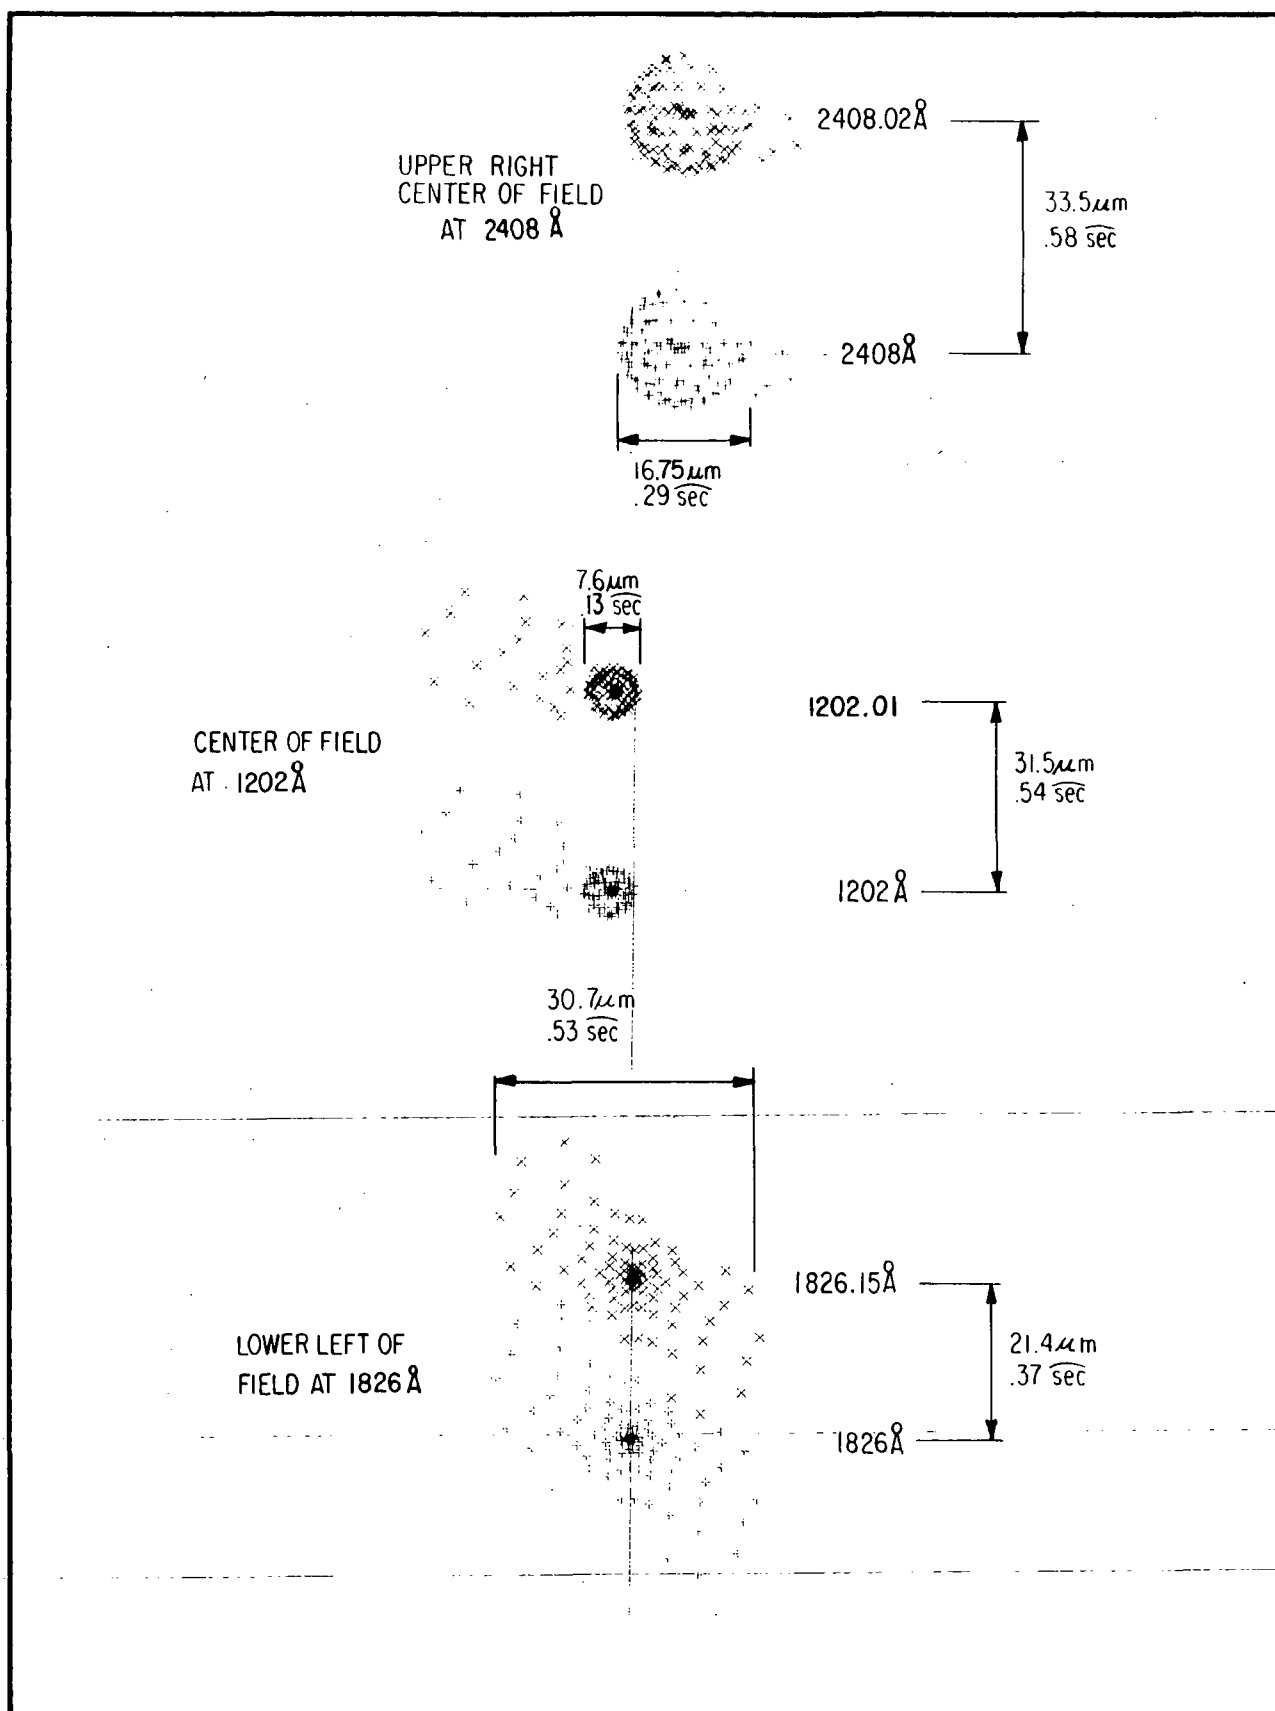 2408.02Å
UPPER RIGHT
CENTER OF FIELD
AT 2408 Å
33.5μm
.58 sec
2408Å
16.75μm
.29 sec
7.6μm
.13 sec
1202.01
CENTER OF FIELD
AT 1202Å
31.5μm
.54 sec
1202Å
30.7μm
.53 sec
1826.15Å
LOWER LEFT OF
FIELD AT 1826Å
21.4μm
.37 sec
1826Å